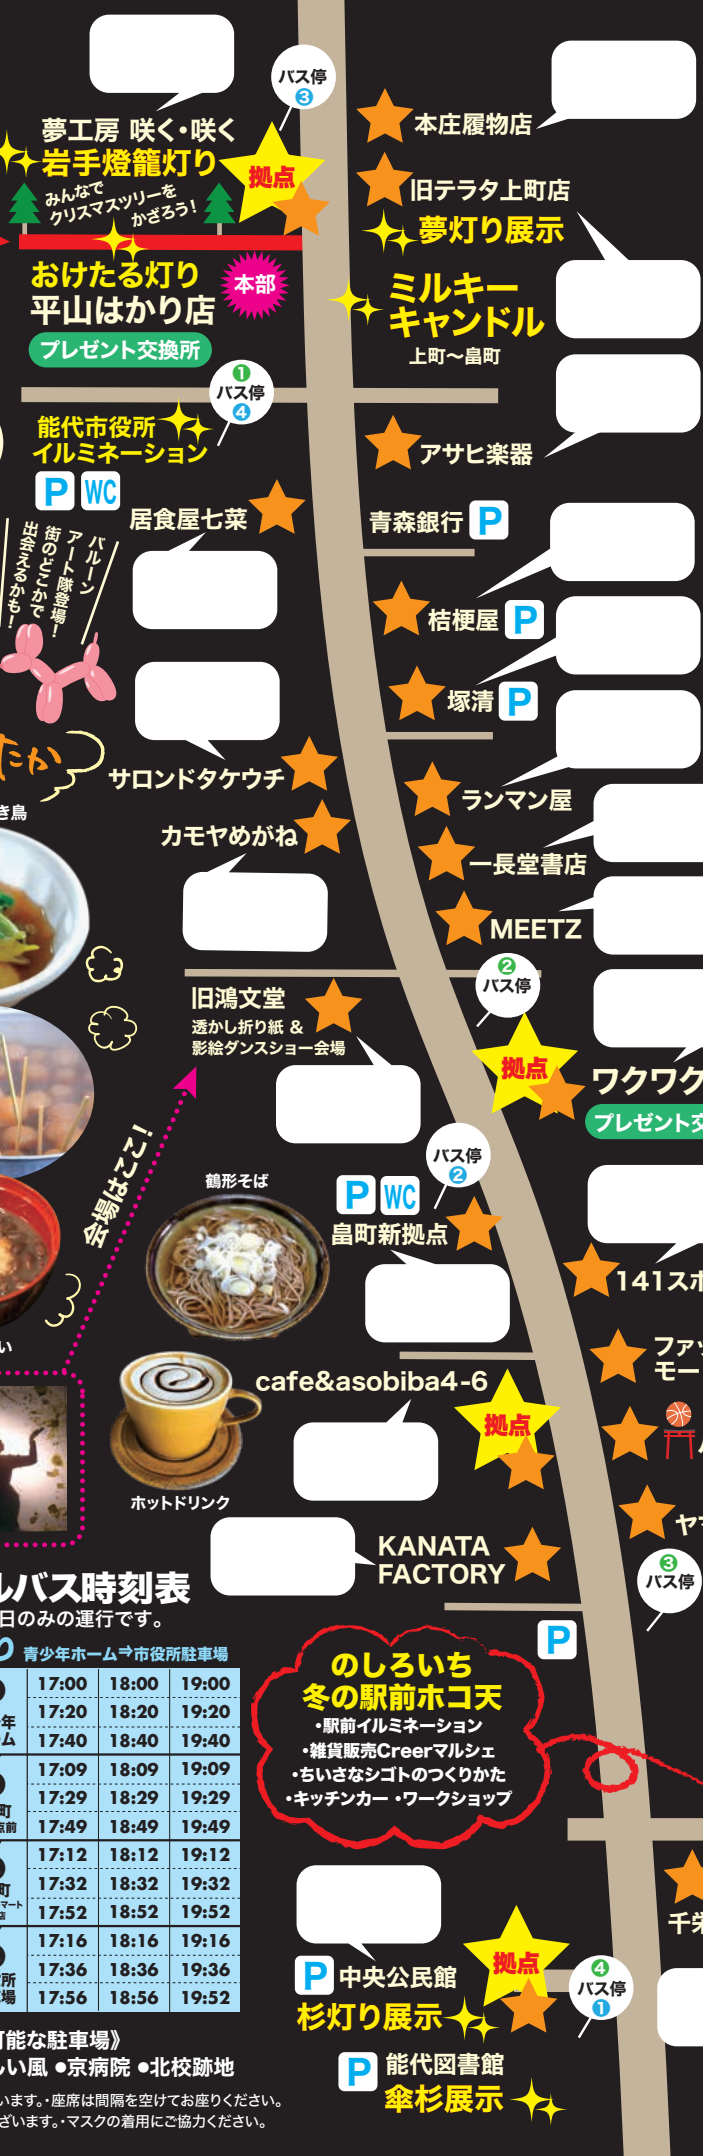 バス停
3
夢工房 咲く・咲く
岩手燈籠灯り
拠点
みんなで
クリスマスツリーを
かざろう!
おけたる灯り
平山はかり店
本部
プレゼント交換所
本庄履物店
旧テラタ上町店
夢灯り展示
ミルキー
キャンドル
上町〜畠町
1
バス停
4
能代市役所
イルミネーション
P WC
居食屋七菜
アサヒ楽器
青森銀行 P
バルーン
アート隊登場!
街のどこかで
出会えるかも!
桔梗屋 P
塚清 P
たか
き鳥
サロンドタケウチ
カモヤめがね
ランマン屋
一長堂書店
MEETZ
2
バス停
旧鴻文堂
透かし折り紙 &
影絵ダンスショー会場
拠点
ワクワク
プレゼント交
会場はここ!
バス停
2
P WC
畠町新拠点
鶴形そば
141スポ
い
ファッ
モー
cafe&asobiba4-6
拠点
ホットドリンク
KANATA
FACTORY
ヤマ
3
バス停
P
ルバス時刻表
日のみの運行です。
青少年ホーム⇒市役所駐車場
年
ーム
17:00 18:00 19:00
17:20 18:20 19:20
17:40 18:40 19:40
町
点前
17:09 18:09 19:09
17:29 18:29 19:29
17:49 18:49 19:49
町
マート
店
17:12 18:12 19:12
17:32 18:32 19:32
17:52 18:52 19:52
所
場
17:16 18:16 19:16
17:36 18:36 19:36
17:56 18:56 19:52
のしろいち
冬の駅前ホコ天
・駅前イルミネーション
・雑貨販売Creerマルシェ
・ちいさなシゴトのつくりかた
・キッチンカー ・ワークショップ
千栄
拠点
P 中央公民館
杉灯り展示
4
バス停
1
P 能代図書館
傘杉展示
可能な駐車場》
しい風 ●京病院 ●北校跡地
います。・座席は間隔を空けてお座りください。
ざいます。・マスクの着用にご協力ください。